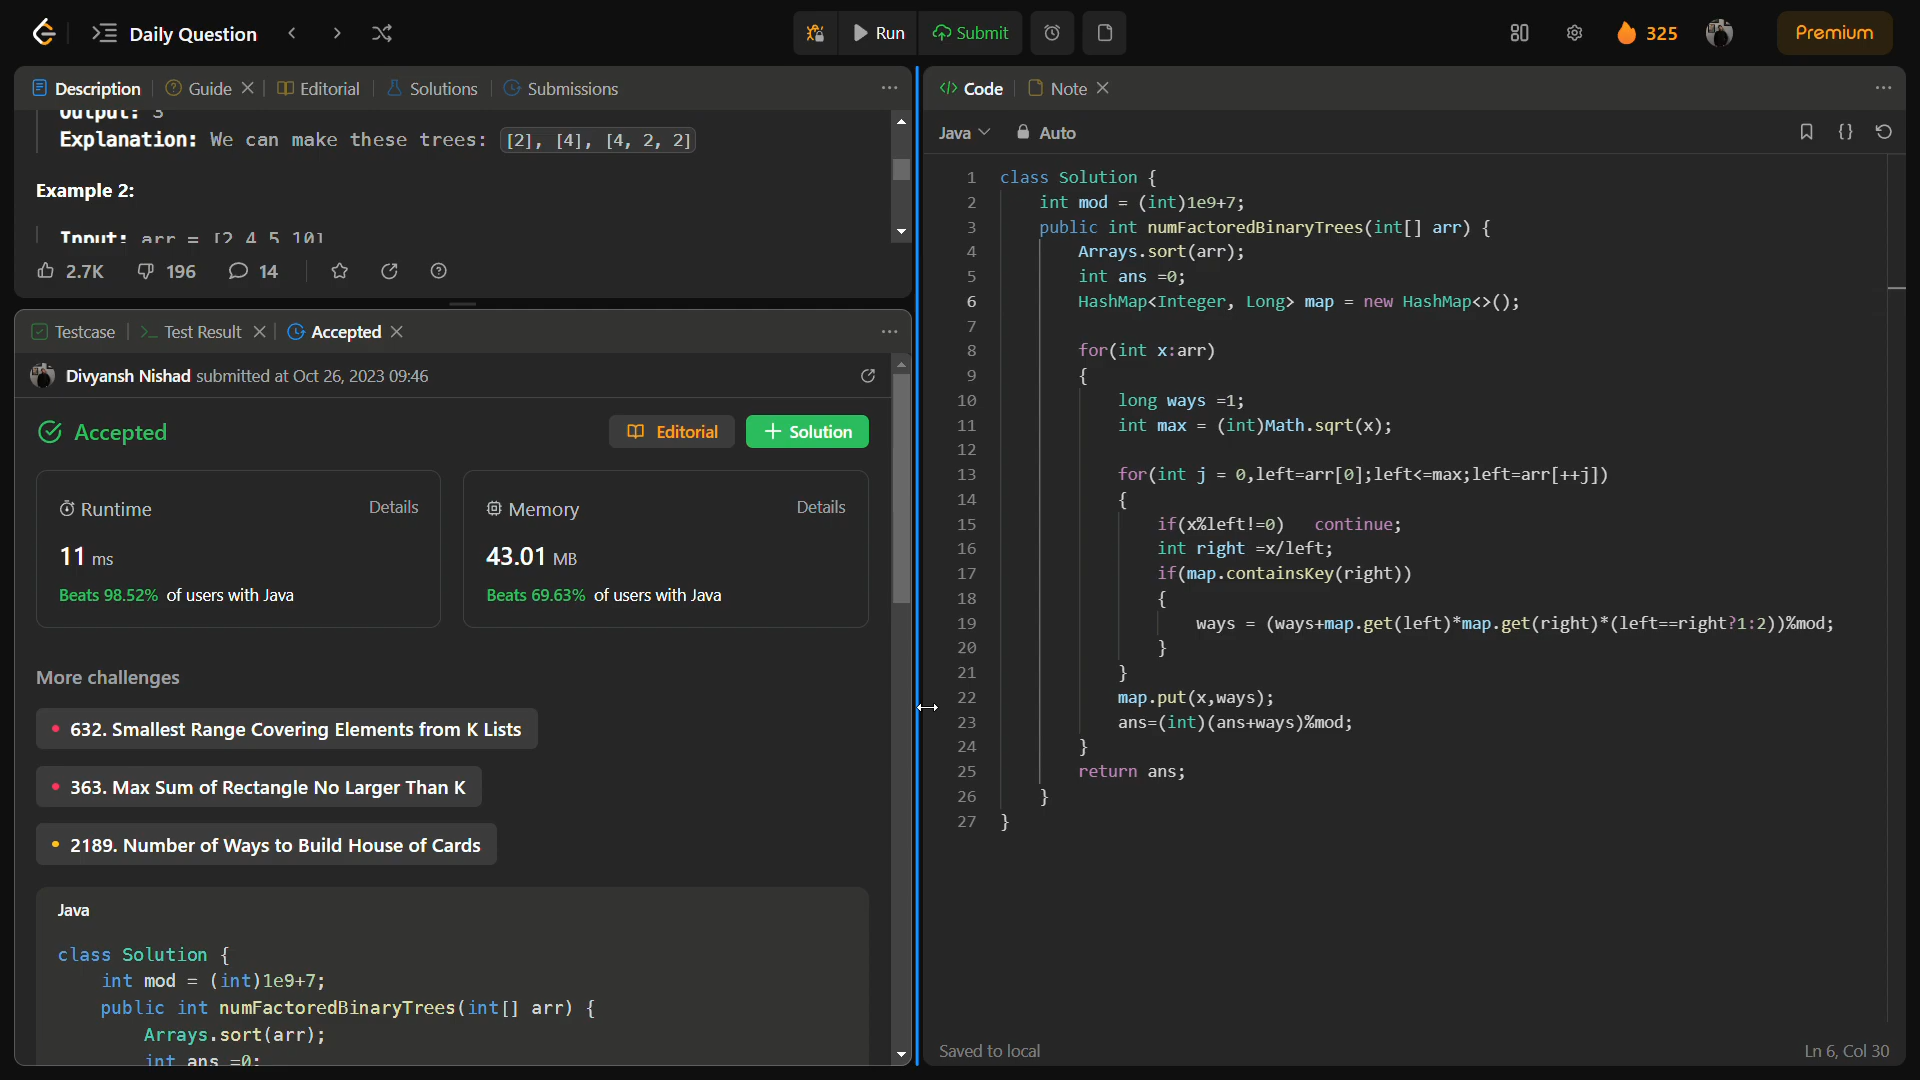 Daily Question
Run
Submit
325
Premium
Description
Guide
Editorial
Solutions
Submissions
Output: 3
Explanation: We can make these trees: [2], [4], [4, 2, 2]
Example 2:
Input: arr = [2,4,5,10]
2.7K
196
14
Testcase
Test Result
Accepted
Divyansh Nishad submitted at Oct 26, 2023 09:46
Accepted
Editorial
Solution
Runtime
Details
11 ms
Beats 98.52% of users with Java
Memory
Details
43.01 MB
Beats 69.63% of users with Java
More challenges
632. Smallest Range Covering Elements from K Lists
363. Max Sum of Rectangle No Larger Than K
2189. Number of Ways to Build House of Cards
Java
class Solution {
int mod = (int)1e9+7;
public int numFactoredBinaryTrees(int[] arr) {
Arrays.sort(arr);
int ans =0;
Code
Note
Java
Auto
1 class Solution {
2 int mod = (int)1e9+7;
3 public int numFactoredBinaryTrees(int[] arr) {
4 Arrays.sort(arr);
5 int ans =0;
6 HashMap<Integer, Long> map = new HashMap<>();
7
8 for(int x:arr)
9 {
10 long ways =1;
11 int max = (int)Math.sqrt(x);
12
13 for(int j = 0,left=arr[0];left<=max;left=arr[++j])
14 {
15 if(x%left!=0) continue;
16 int right =x/left;
17 if(map.containsKey(right))
18 {
19 ways = (ways+map.get(left)*map.get(right)*(left==right?1:2))%mod;
20 }
21 }
22 map.put(x,ways);
23 ans=(int)(ans+ways)%mod;
24 }
25 return ans;
26 }
27 }
Saved to local
Ln 6, Col 30